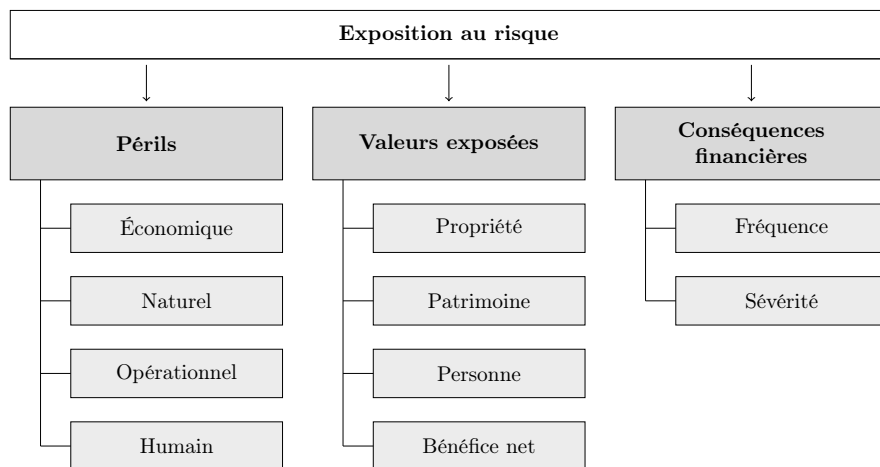 Exposition au risque
Périls
Valeurs exposées
Conséquences
financières
Économique
Propriété
Fréquence
Naturel
Patrimoine
Sévérité
Opérationnel
Personne
Humain
Bénéfice net